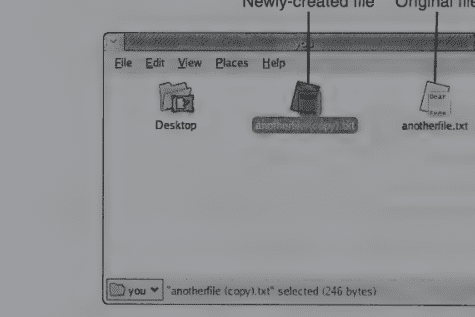 Newly-created file Original file
File Edit View Places Help
Desktop
anotherfile (copy).txt
anotherfile.txt
Dear
you
"anotherfile (copy).txt" selected (246 bytes)